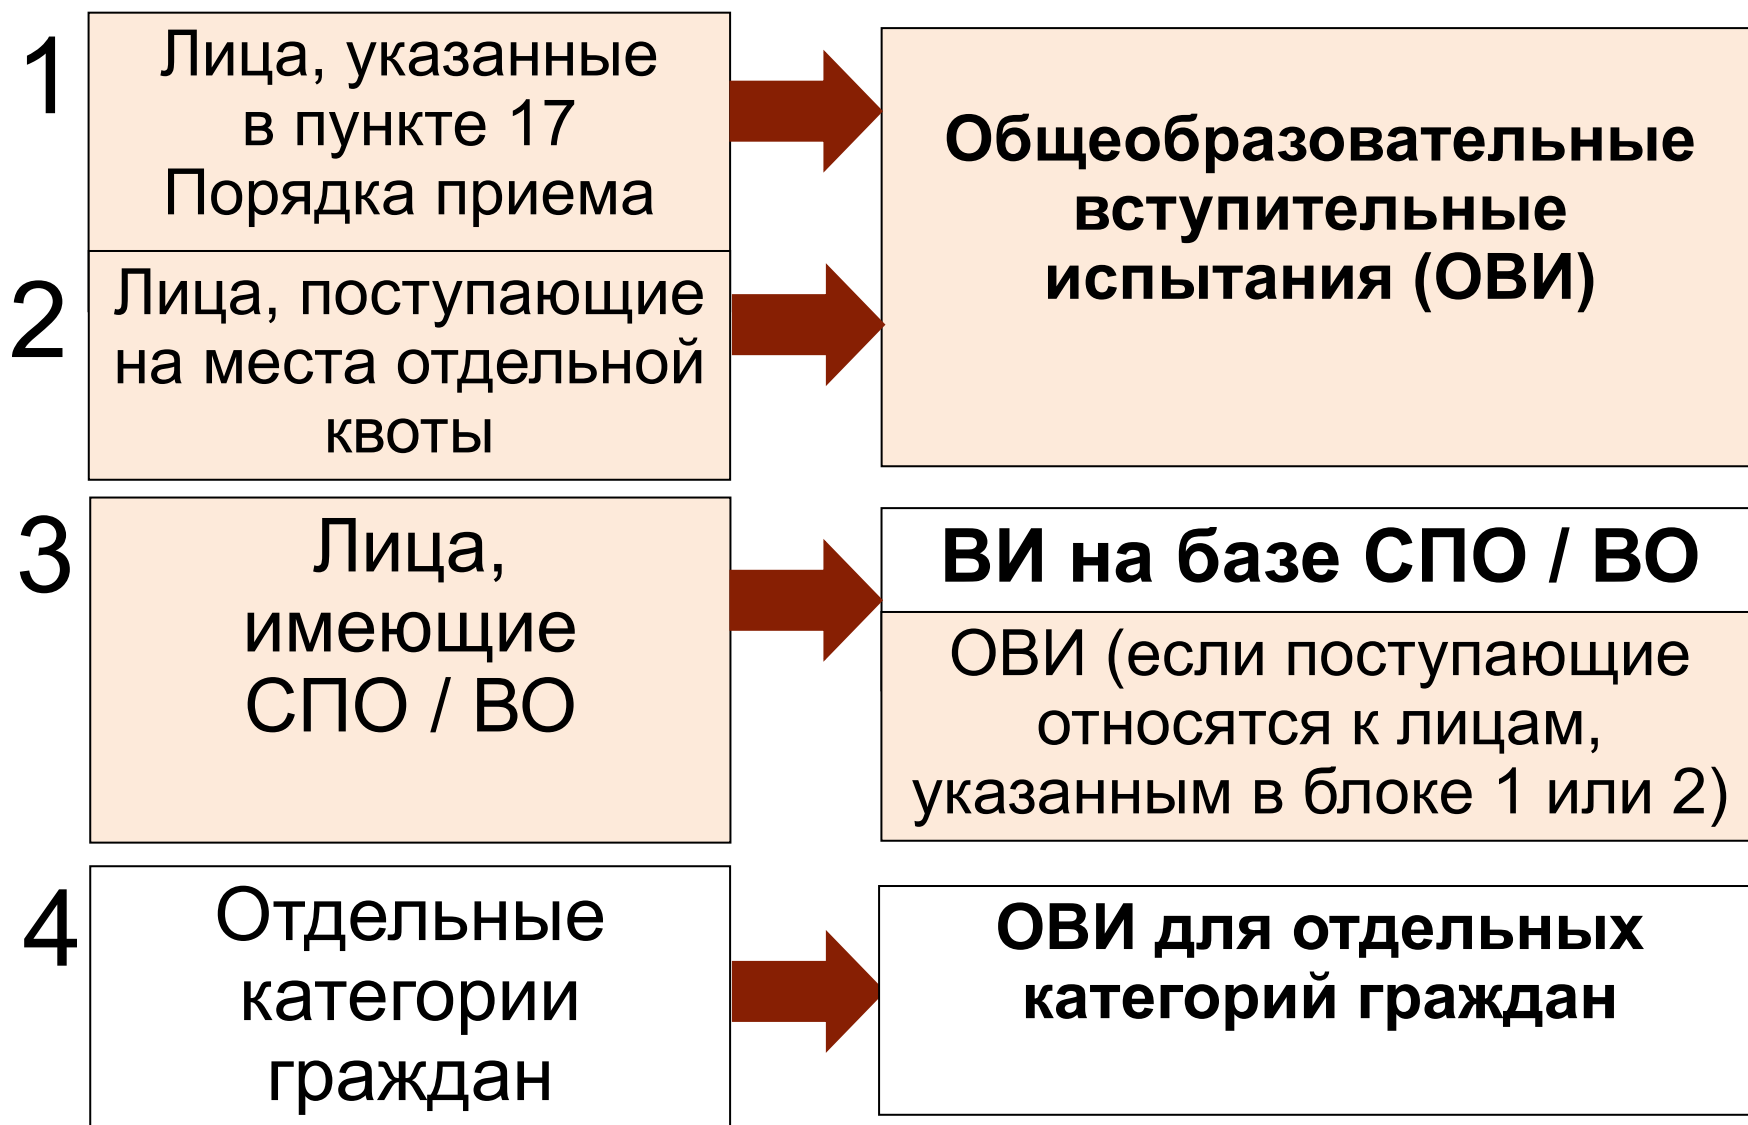 1
Лица, указанные
в пункте 17
Порядка приема
2
Лица, поступающие
на места отдельной
квоты
Общеобразовательные
вступительные
испытания (ОВИ)
3
Лица,
имеющие
СПО / ВО
ВИ на базе СПО / ВО
ОВИ (если поступающие
относятся к лицам,
указанным в блоке 1 или 2)
4
Отдельные
категории
граждан
ОВИ для отдельных
категорий граждан